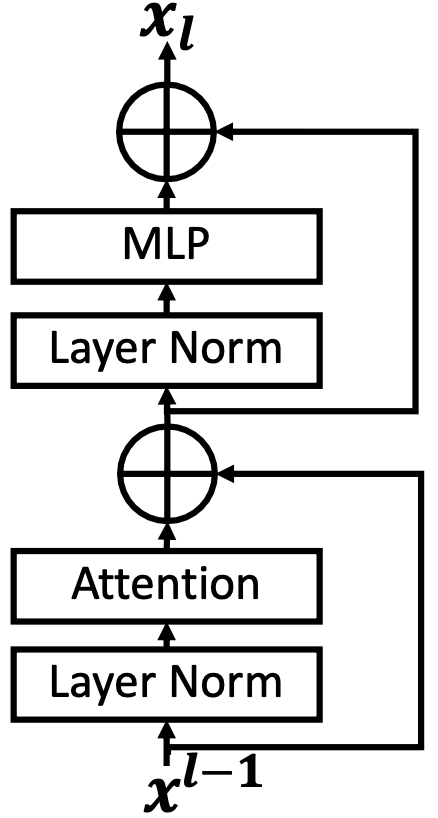 x_l
MLP
Layer Norm
Attention
Layer Norm
x^{l-1}